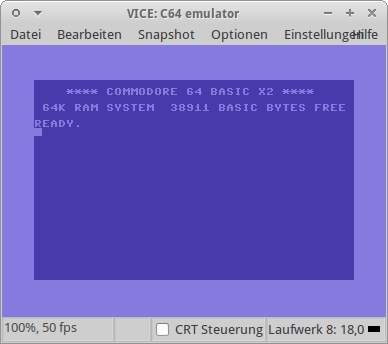 VICE: C64 emulator
Datei Bearbeiten Snapshot Optionen Einstellungen Hilfe
**** COMMODORE 64 BASIC X2 ****
64K RAM SYSTEM 38911 BASIC BYTES FREE
READY.
100%, 50 fps CRT Steuerung Laufwerk 8: 18,0